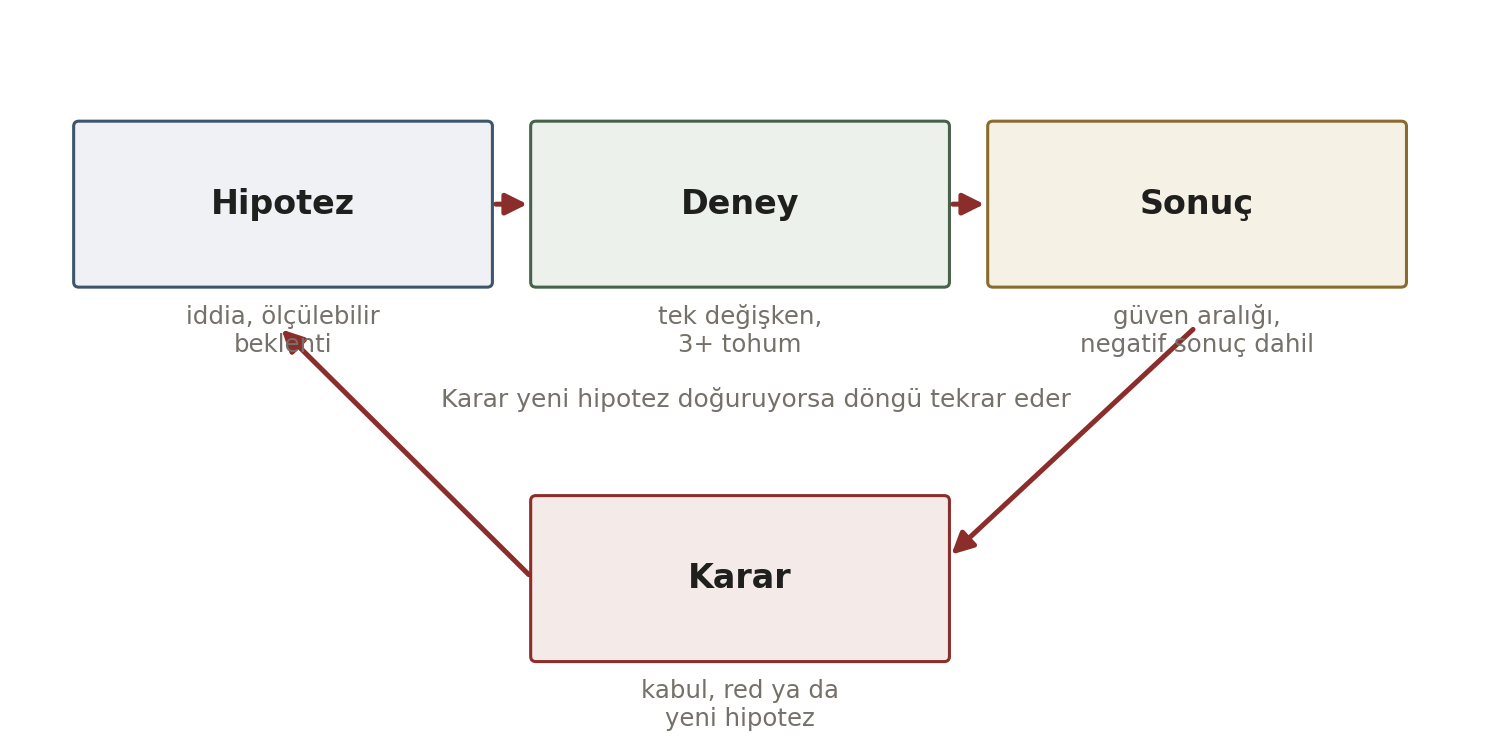 Hipotez
iddia, ölçülebilir
beklenti
Deney
tek değişken,
3+ tohum
Sonuç
güven aralığı,
negatif sonuç dahil
Karar yeni hipotez doğuruyorsa döngü tekrar eder
Karar
kabul, red ya da
yeni hipotez